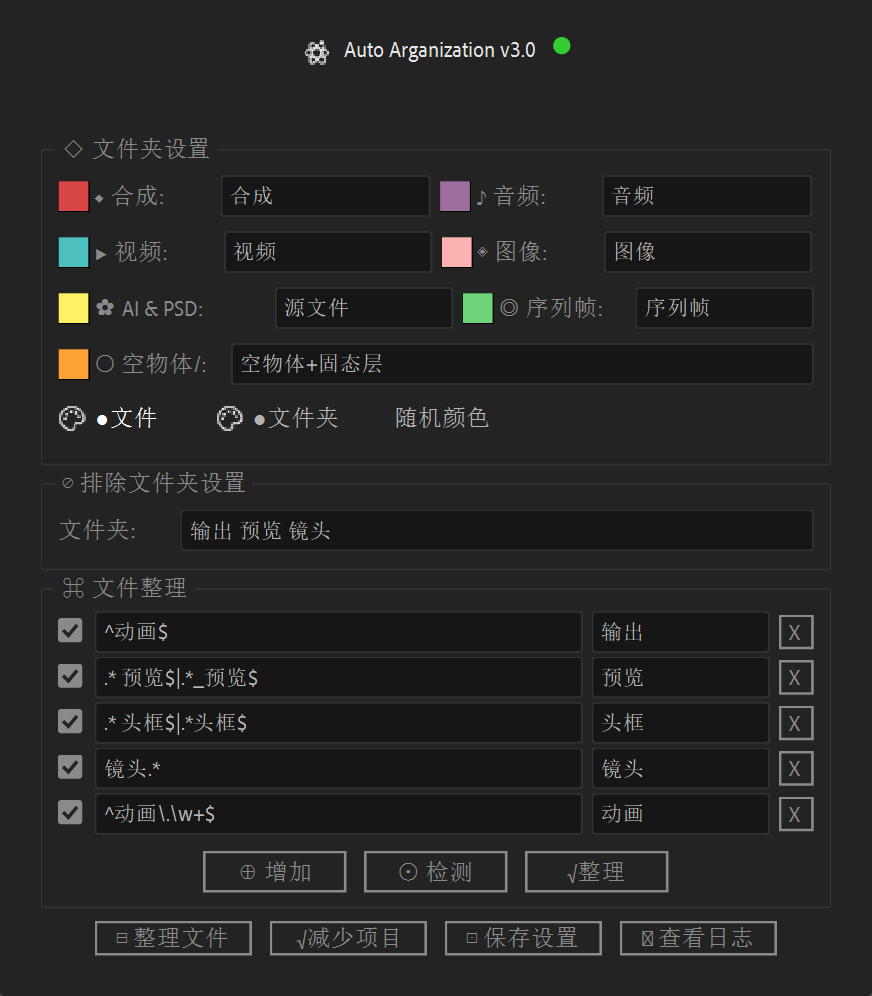 Auto Arganization v3.0
◇ 文件夹设置
◆ 合成: 合成 ♪ 音频: 音频
▶ 视频: 视频 ◈ 图像: 图像
✿ AI & PSD: 源文件 ◎ 序列帧: 序列帧
○ 空物体/: 空物体+固态层
●文件 ●文件夹 随机颜色
⊘ 排除文件夹设置
文件夹: 输出 预览 镜头
⌘ 文件整理
^动画$ 输出 X
.* 预览$|.*_预览$ 预览 X
.* 头框$|.*头框$ 头框 X
镜头.* 镜头 X
^动画\.\w+$ 动画 X
⊕ 增加 ⊙ 检测 √整理
⊟ 整理文件 √减少项目 ⊡ 保存设置 查看日志